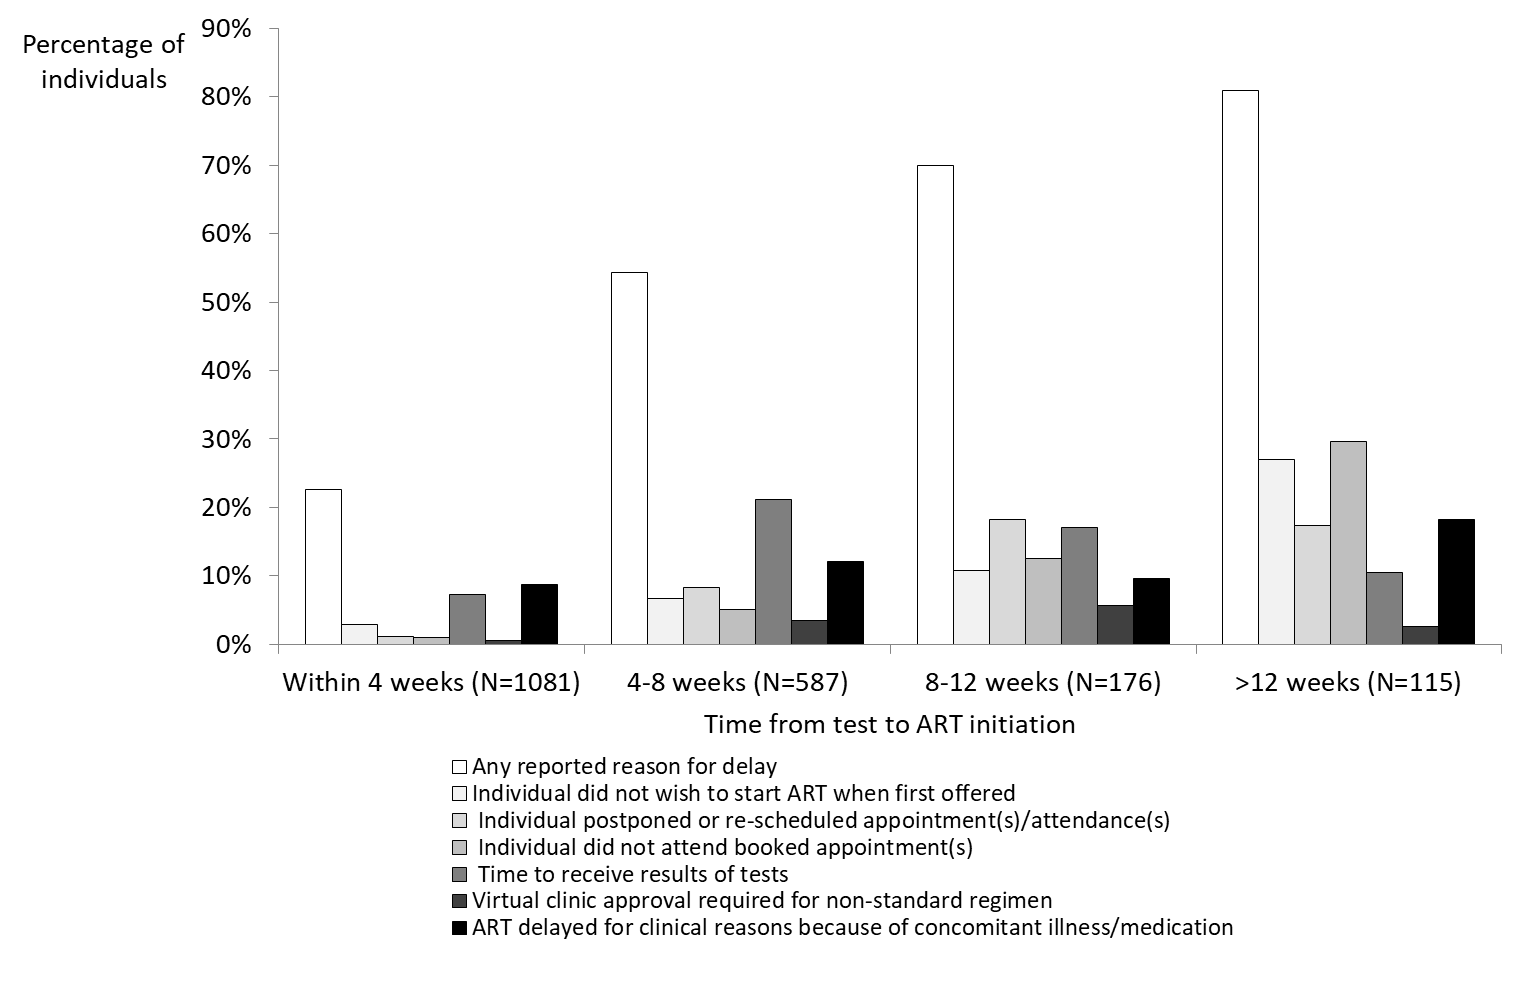 Percentage of
individuals
90%
80%
70%
60%
50%
40%
30%
20%
10%
0%
Within 4 weeks (N=1081)
4-8 weeks (N=587)
8-12 weeks (N=176)
>12 weeks (N=115)
Time from test to ART initiation
Any reported reason for delay
Individual did not wish to start ART when first offered
Individual postponed or re-scheduled appointment(s)/attendance(s)
Individual did not attend booked appointment(s)
Time to receive results of tests
Virtual clinic approval required for non-standard regimen
ART delayed for clinical reasons because of concomitant illness/medication